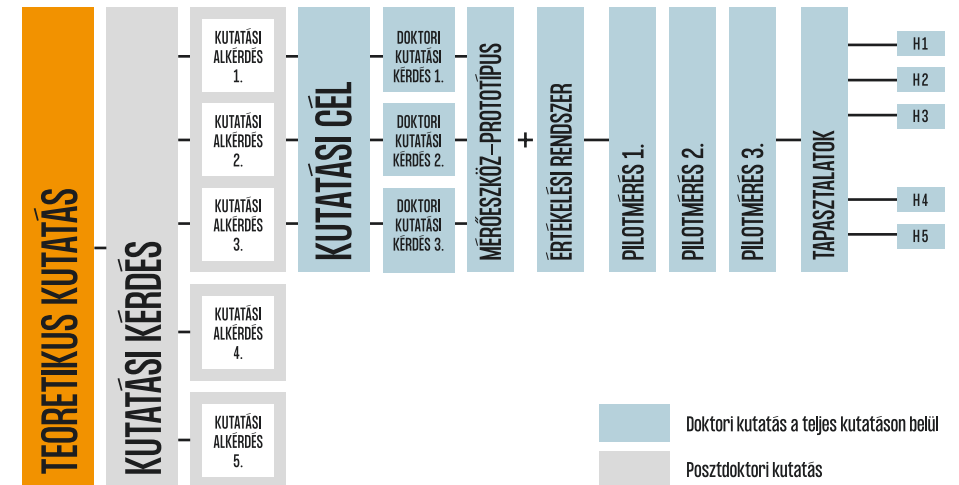 TEORETIKUS KUTATÁS
KUTATÁSI KÉRDÉS
KUTATÁSI
ALKÉRDÉS
1.
KUTATÁSI
ALKÉRDÉS
2.
KUTATÁSI
ALKÉRDÉS
3.
KUTATÁSI
ALKÉRDÉS
4.
KUTATÁSI
ALKÉRDÉS
5.
KUTATÁSI CÉL
DOKTORI
KUTATÁSI
KÉRDÉS 1.
DOKTORI
KUTATÁSI
KÉRDÉS 2.
DOKTORI
KUTATÁSI
KÉRDÉS 3.
MÉRŐESZKÖZ–PROTOTÍPUS
+
ÉRTÉKELÉSI RENDSZER
PILOTMÉRÉS 1.
PILOTMÉRÉS 2.
PILOTMÉRÉS 3.
TAPASZTALATOK
H1
H2
H3
H4
H5
Doktori kutatás a teljes kutatáson belül
Posztdoktori kutatás